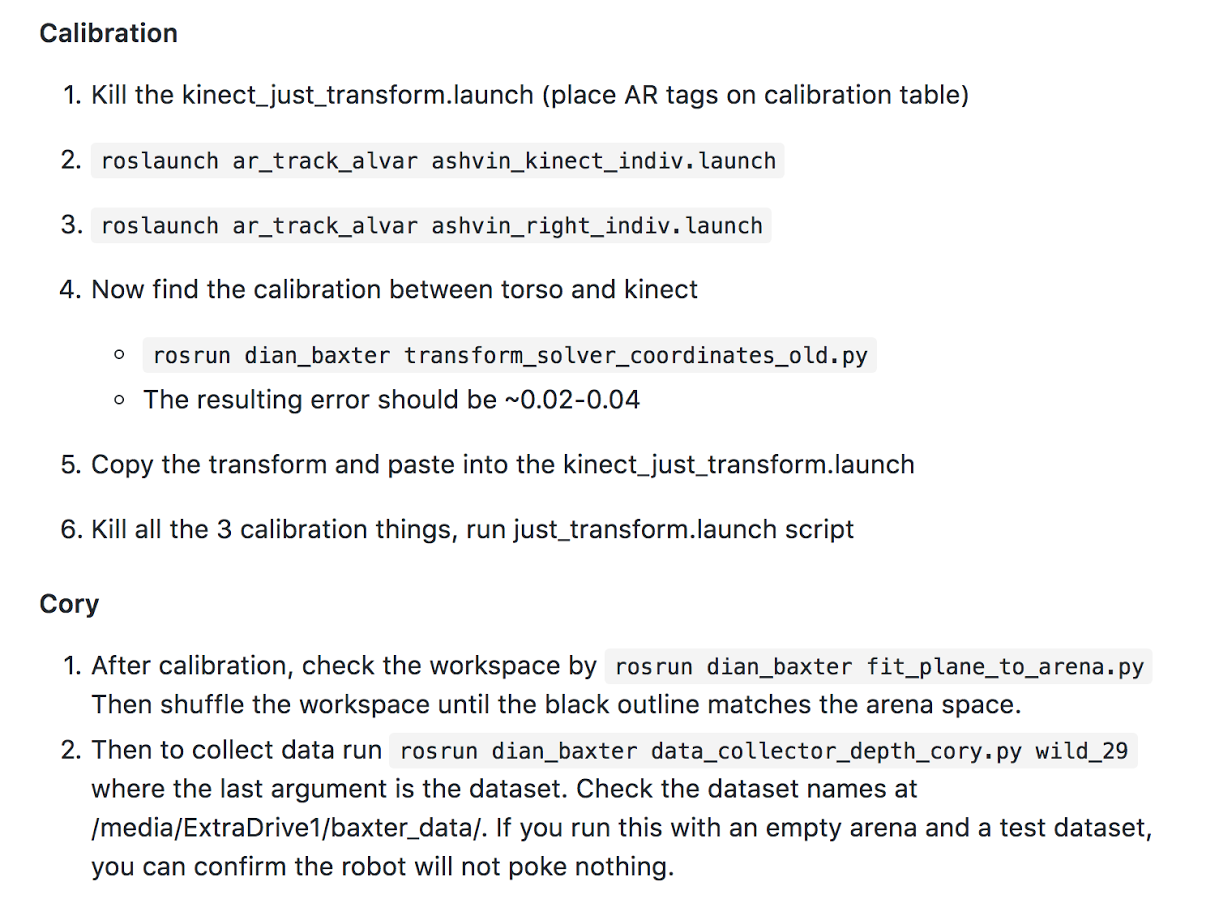 Calibration
1. Kill the kinect_just_transform.launch (place AR tags on calibration table)
2. roslaunch ar_track_alvar ashvin_kinect_indiv.launch
3. roslaunch ar_track_alvar ashvin_right_indiv.launch
4. Now find the calibration between torso and kinect
○ rosrun dian_baxter transform_solver_coordinates_old.py
○ The resulting error should be ~0.02-0.04
5. Copy the transform and paste into the kinect_just_transform.launch
6. Kill all the 3 calibration things, run just_transform.launch script
Cory
1. After calibration, check the workspace by rosrun dian_baxter fit_plane_to_arena.py
Then shuffle the workspace until the black outline matches the arena space.
2. Then to collect data run rosrun dian_baxter data_collector_depth_cory.py wild_29
where the last argument is the dataset. Check the dataset names at
/media/ExtraDrive1/baxter_data/. If you run this with an empty arena and a test dataset,
you can confirm the robot will not poke nothing.